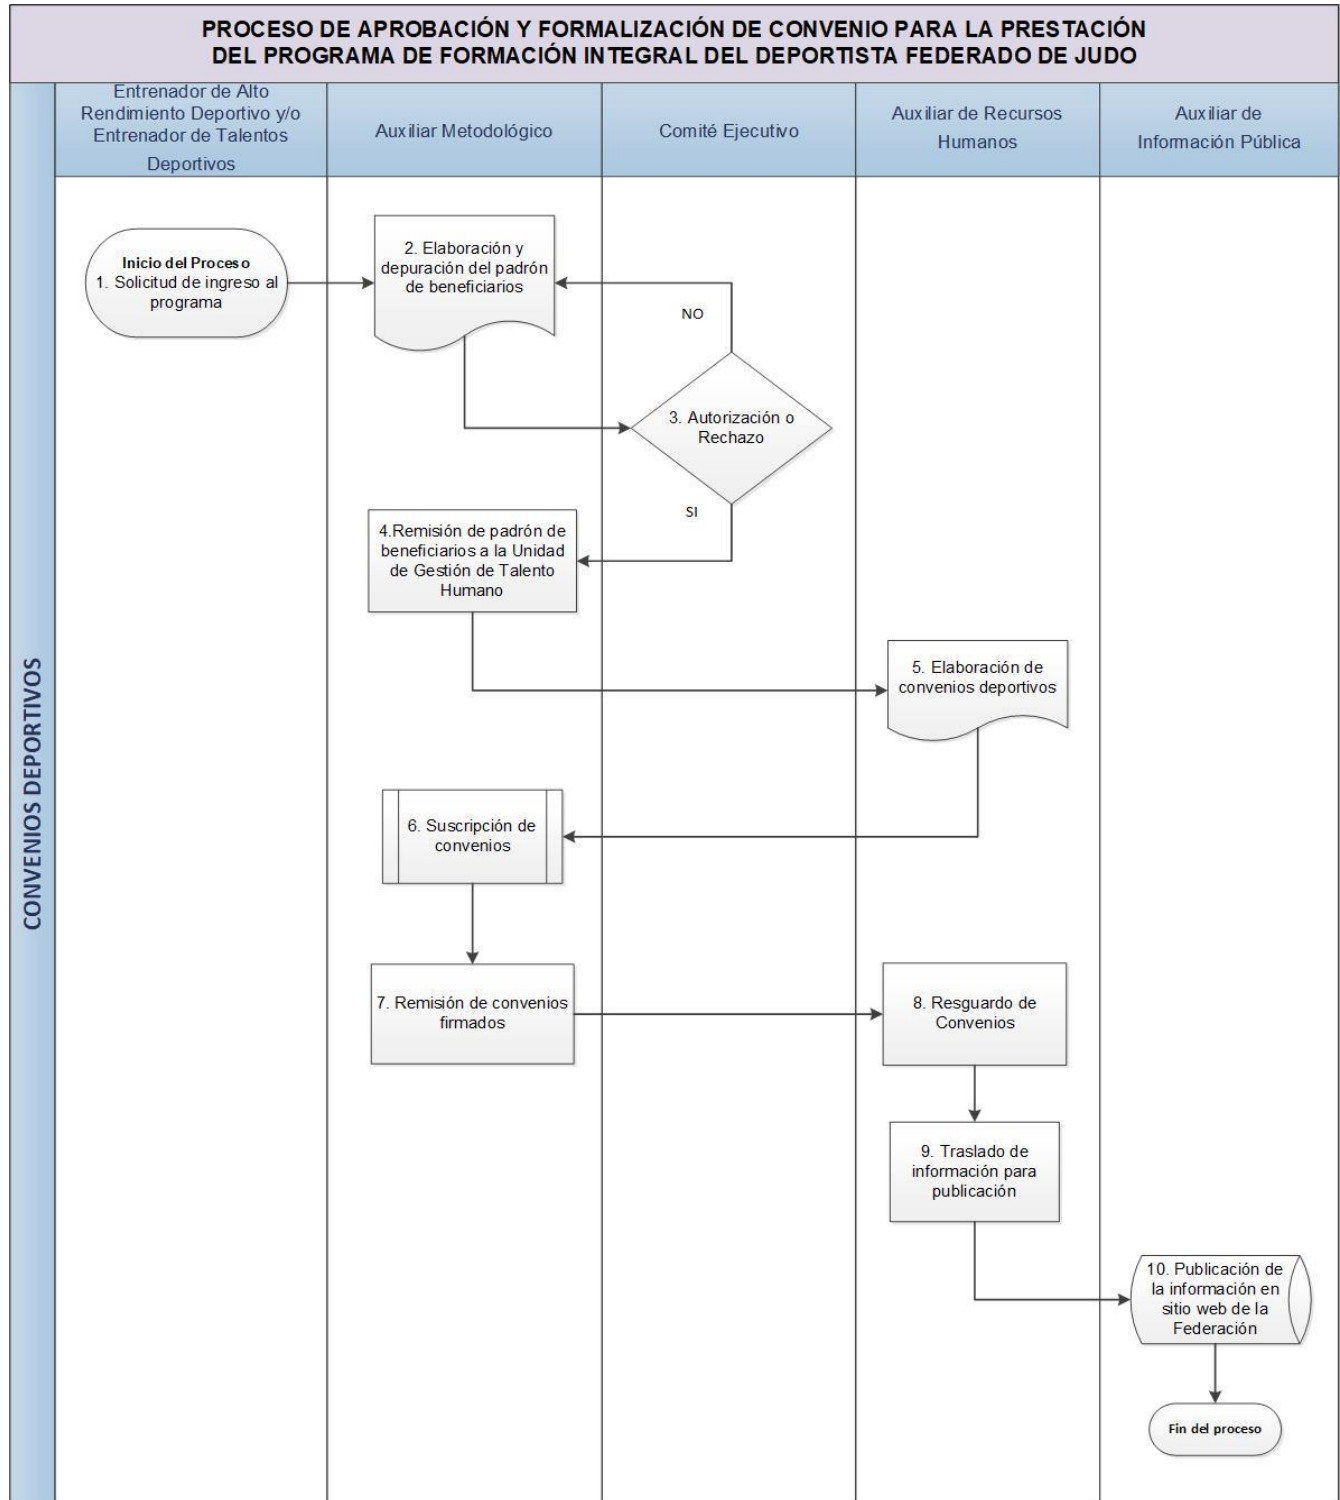 PROCESO DE APROBACIÓN Y FORMALIZACIÓN DE CONVENIO PARA LA PRESTACIÓN
DEL PROGRAMA DE FORMACIÓN INTEGRAL DEL DEPORTISTA FEDERADO DE JUDO
CONVENIOS DEPORTIVOS
Entrenador de Alto
Rendimiento Deportivo y/o
Entrenador de Talentos
Deportivos
Auxiliar Metodológico
Comité Ejecutivo
Auxiliar de Recursos
Humanos
Auxiliar de
Información Pública
Inicio del Proceso
1. Solicitud de ingreso al
programa
2. Elaboración y
depuración del padrón
de beneficiarios
NO
3. Autorización o
Rechazo
SI
4.Remisión de padrón de
beneficiarios a la Unidad
de Gestión de Talento
Humano
5. Elaboración de
convenios deportivos
6. Suscripción de
convenios
7. Remisión de convenios
firmados
8. Resguardo de
Convenios
9. Traslado de
información para
publicación
10. Publicación de
la información en
sitio web de la
Federación
Fin del proceso